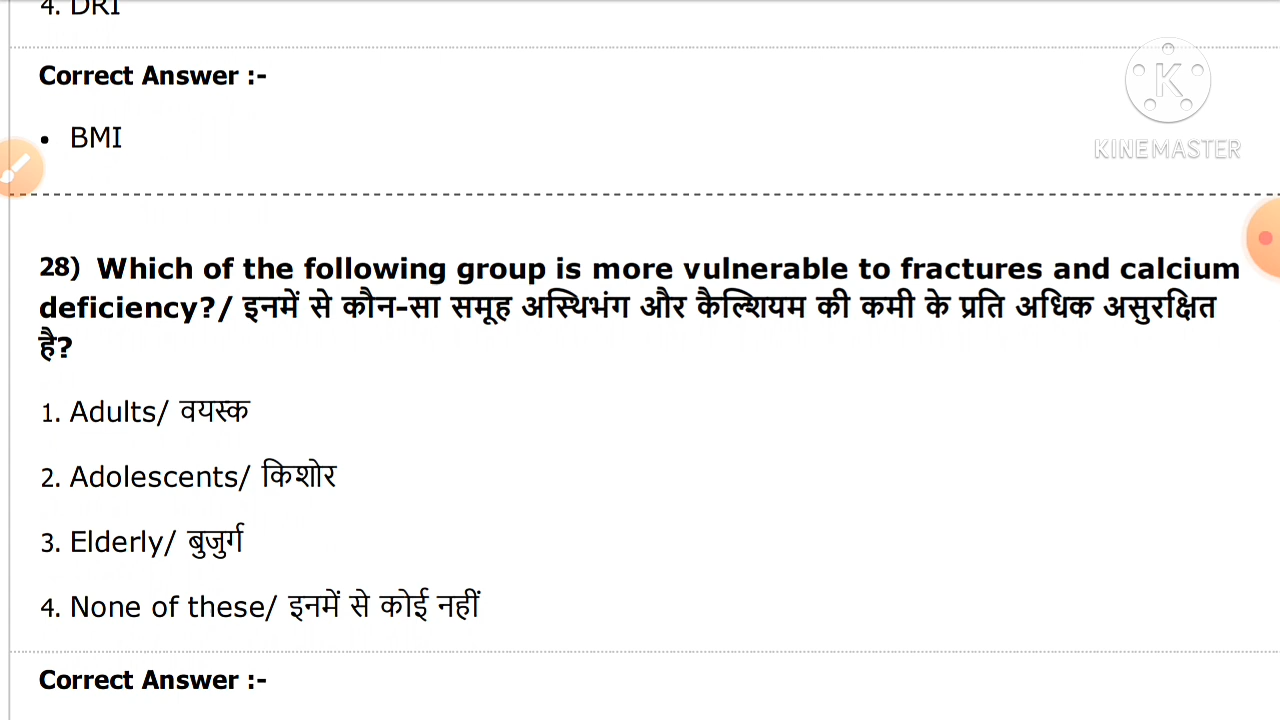 4. DRI
Correct Answer :-
K
KINEMASTER
• BMI
28) Which of the following group is more vulnerable to fractures and calcium
deficiency?/ इनमें से कौन-सा समूह अस्थिभंग और कैल्शियम की कमी के प्रति अधिक असुरक्षित
है?
1. Adults/ वयस्क
2. Adolescents/ किशोर
3. Elderly/ बुजुर्ग
4. None of these/ इनमें से कोई नहीं
Correct Answer :-